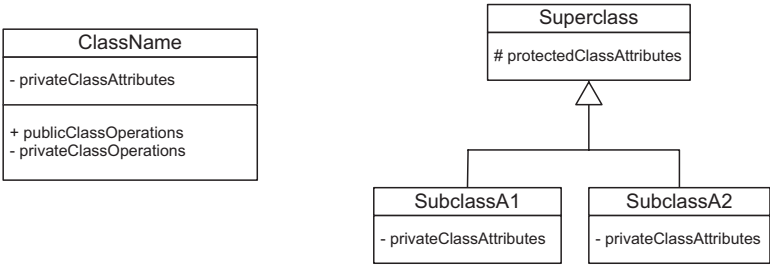 ClassName
- privateClassAttributes
+ publicClassOperations
- privateClassOperations
Superclass
# protectedClassAttributes
SubclassA1
- privateClassAttributes
SubclassA2
- privateClassAttributes